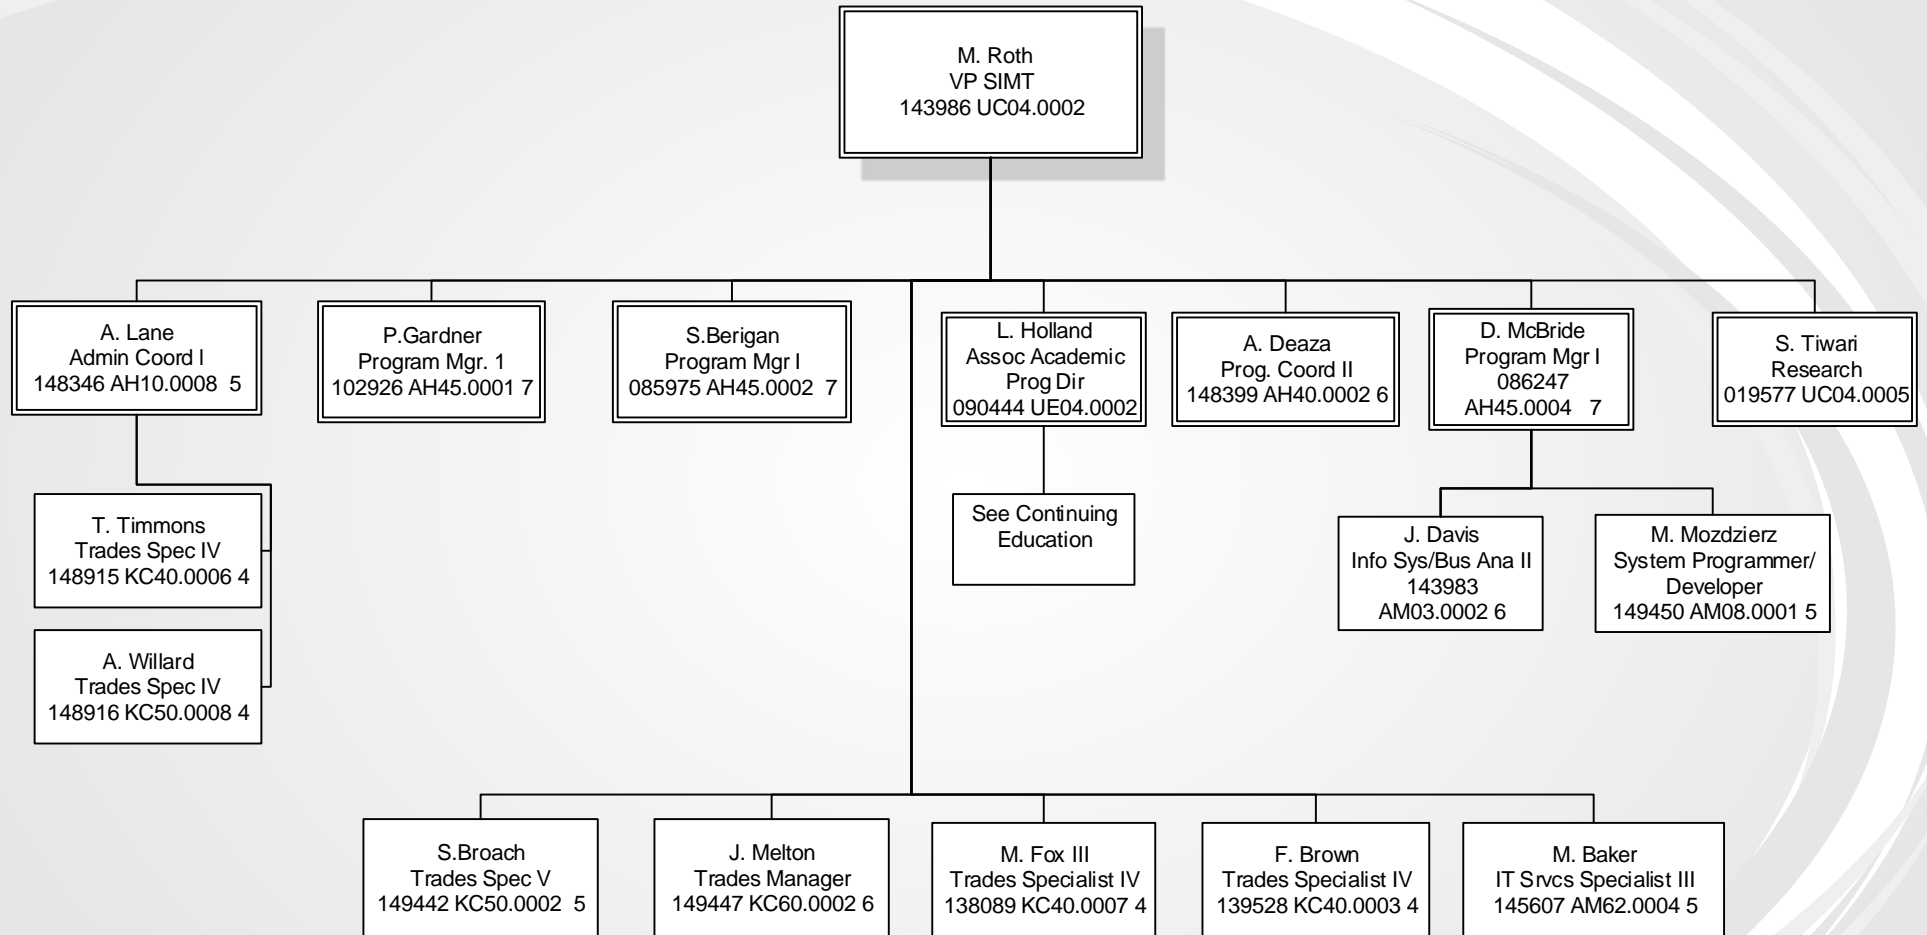 M. Roth
VP SIMT
143986 UC04.0002
A. Lane
Admin Coord I
148346 AH10.0008 5
P.Gardner
Program Mgr. 1
102926 AH45.0001 7
S.Berigan
Program Mgr I
085975 AH45.0002 7
L. Holland
Assoc Academic
Prog Dir
090444 UE04.0002
A. Deaza
Prog. Coord II
148399 AH40.0002 6
D. McBride
Program Mgr I
086247
AH45.0004 7
S. Tiwari
Research
019577 UC04.0005
T. Timmons
Trades Spec IV
148915 KC40.0006 4
A. Willard
Trades Spec IV
148916 KC50.0008 4
See Continuing
Education
J. Davis
Info Sys/Bus Ana II
143983
AM03.0002 6
M. Mozdzierz
System Programmer/
Developer
149450 AM08.0001 5
S.Broach
Trades Spec V
149442 KC50.0002 5
J. Melton
Trades Manager
149447 KC60.0002 6
M. Fox III
Trades Specialist IV
138089 KC40.0007 4
F. Brown
Trades Specialist IV
139528 KC40.0003 4
M. Baker
IT Srvcs Specialist III
145607 AM62.0004 5